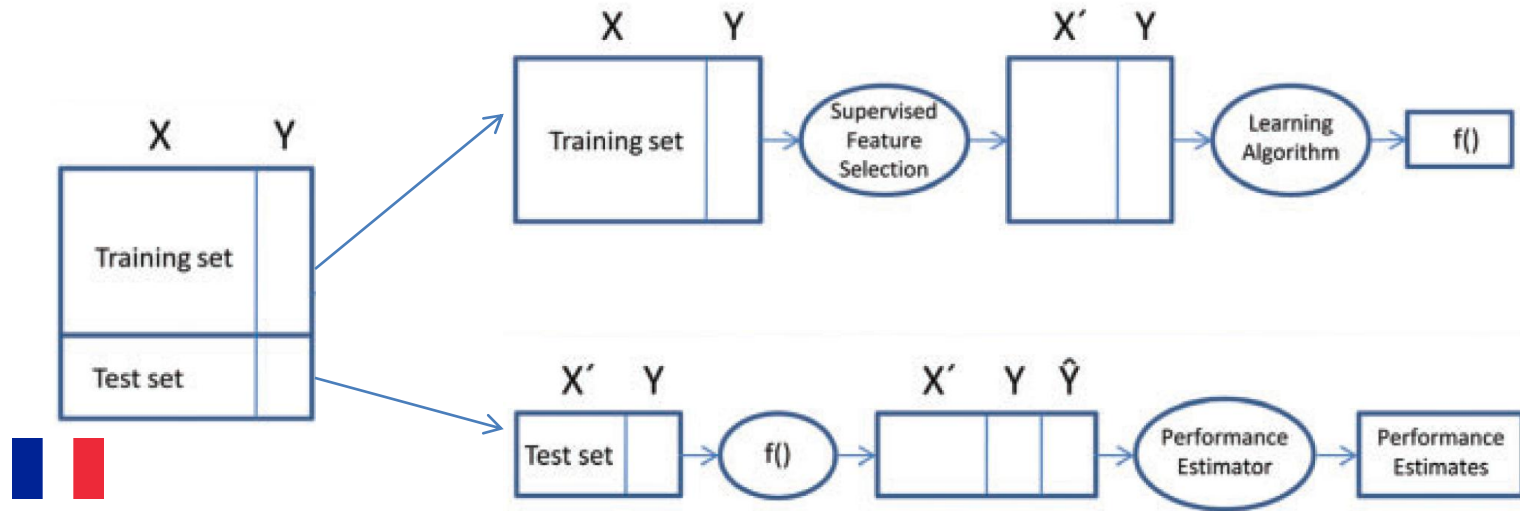 X Y
Training set
Test set
X Y
Training set
Supervised
Feature
Selection
X´ Y
Learning
Algorithm
f()
X´ Y
Test set
f()
X´ Y Ŷ
Performance
Estimator
Performance
Estimates